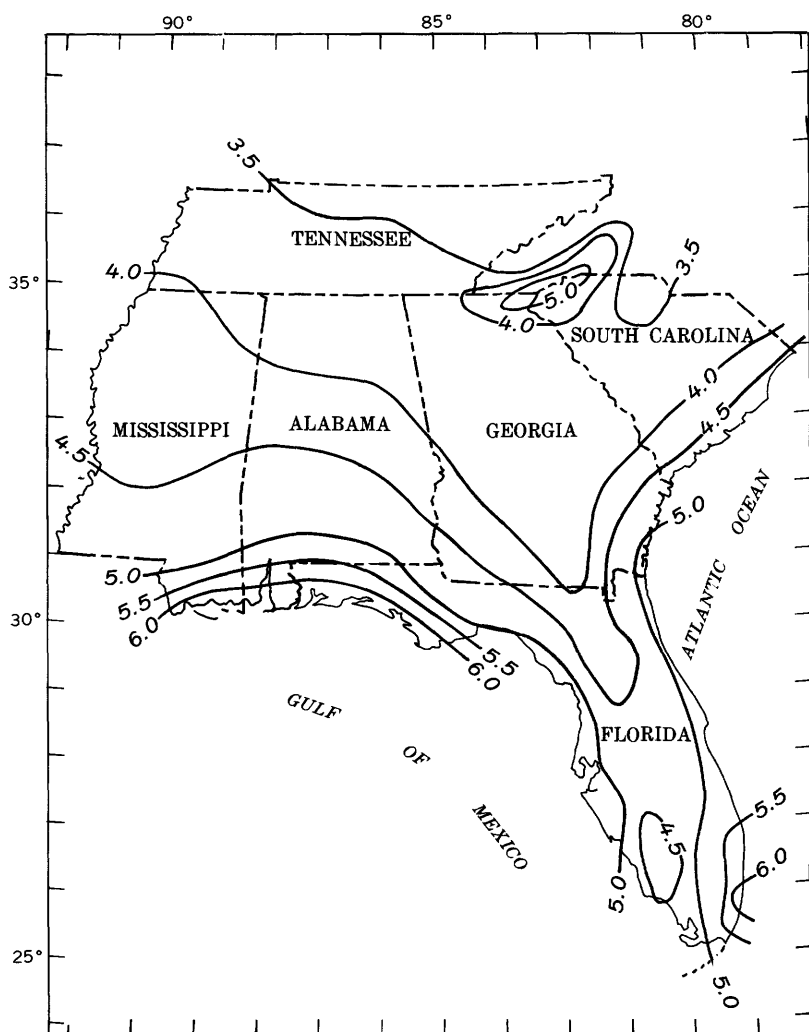 90° 85° 80°
3.5
TENNESSEE
35°
4.0
5.0
3.5
4.0
SOUTH CAROLINA
4.0
MISSISSIPPI
ALABAMA
GEORGIA
4.5
4.5
5.0
ATLANTIC OCEAN
5.0
5.5
6.0
30°
5.5
6.0
GULF OF MEXICO
FLORIDA
4.5
5.5
6.0
5.0
25°
5.0